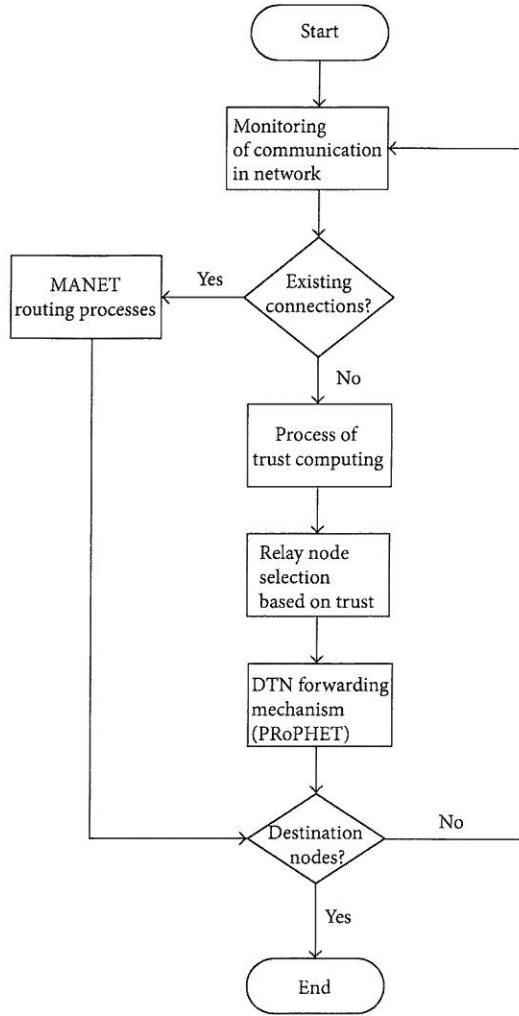 Start
Monitoring
of communication
in network
Existing
connections?
Yes
MANET
routing processes
No
Process of
trust computing
Relay node
selection
based on trust
DTN forwarding
mechanism
(PRoPHET)
Destination
nodes?
No
Yes
End